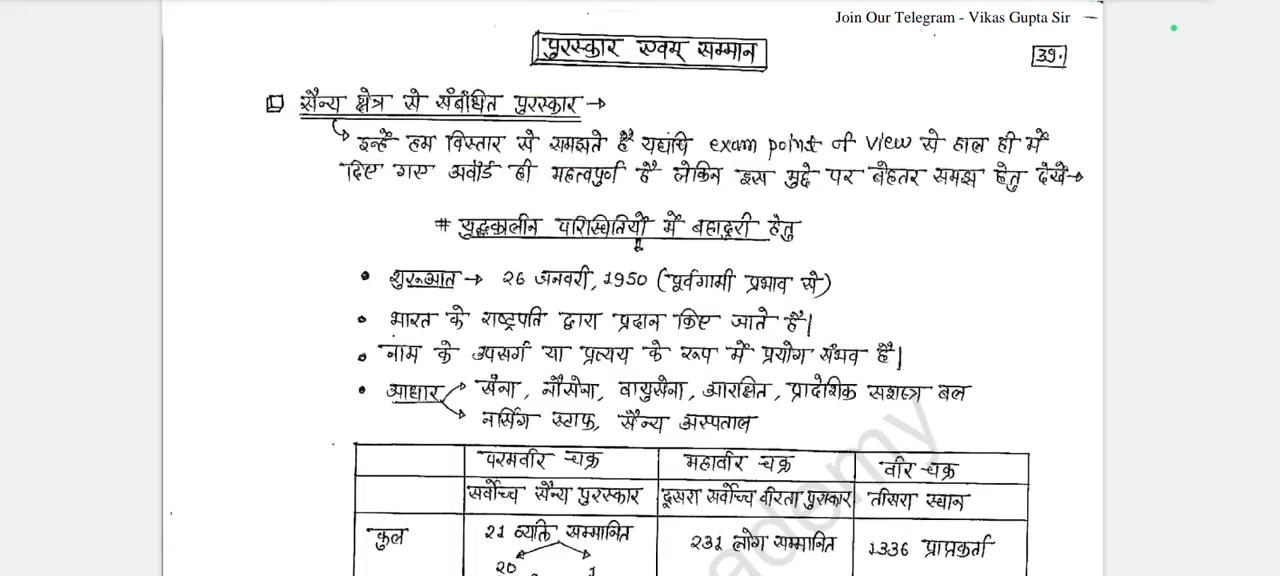 Join Our Telegram - Vikas Gupta Sir
पुरस्कार एवम् सम्मान
39.
सैन्य क्षेत्र से संबंधित पुरस्कार →
इन्हें हम विस्तार से समझते हैं यद्यपि exam point of view से हाल ही में
दिए गए अवॉर्ड ही महत्वपुर्ण हैं लेकिन इस मुद्दे पर बेहतर समझ हेतु देखें→
# युद्धकालीन परिस्थितियों में बहादुरी हेतु
• शुरूआत → 26 जनवरी, 1950 (पूर्वगामी प्रभाव से)
• भारत के राष्ट्रपति द्वारा प्रदान किए जाते हैं|
• नाम के उपसर्ग या प्रत्यय के रूप में प्रयोग संभव है|
• आधार → सेना, नौसेना, वायुसेना, आरक्षित, प्रादेशिक सशस्त्र बल
→ नर्सिंग स्टाफ, सैन्य अस्पताल
परमवीर चक्र महावीर चक्र वीर चक्र
सर्वोच्च सैन्य पुरस्कार दूसरा सर्वोच्च वीरता पुरस्कार तीसरा स्थान
कुल 21 व्यक्ति सम्मानित 231 लोग सम्मानित 1336 प्राप्तकर्ता
20 1